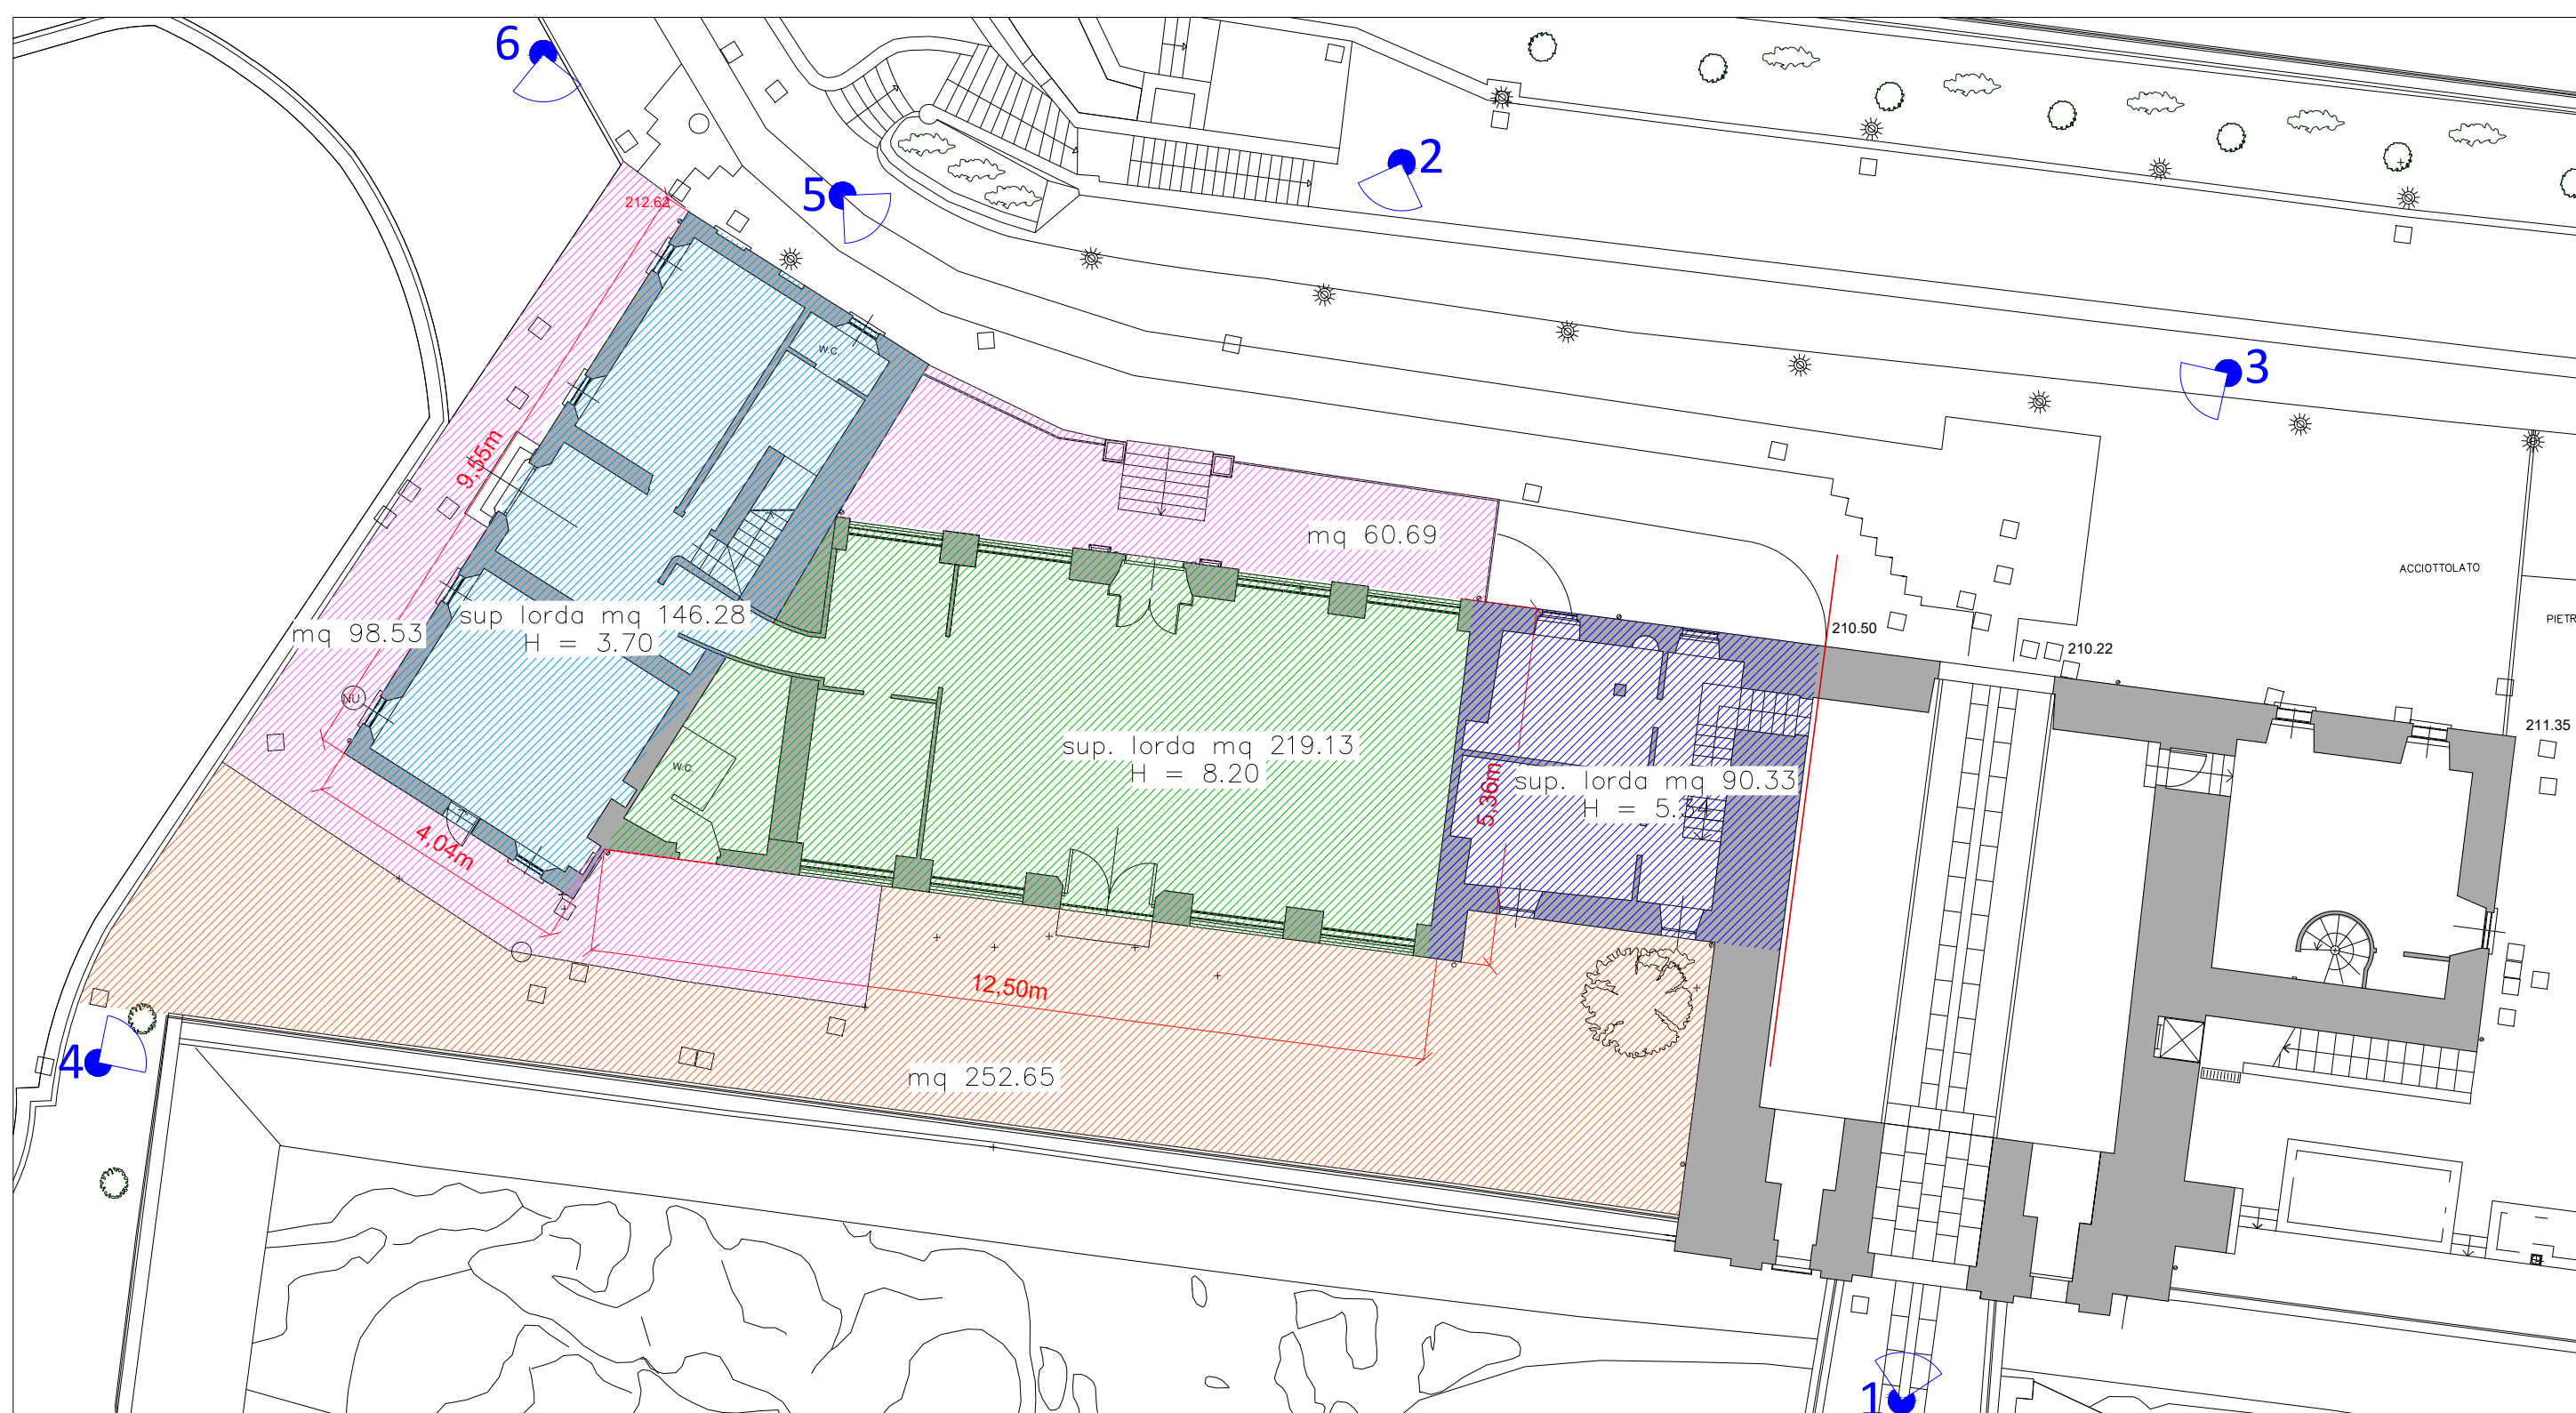 6
2
5
212.62
3
9,55m
mq 60.69
ACCIOTTOLATO
W.C.
sup lorda mq 146.28
H = 3.70
mq 98.53
PIETR
210.50
210.22
NU
211.35
sup. lorda mq 219.13
H = 8.20
W.C.
5,36m
sup. lorda mq 90.33
4,04m
12,50m
4
mq 252.65
1